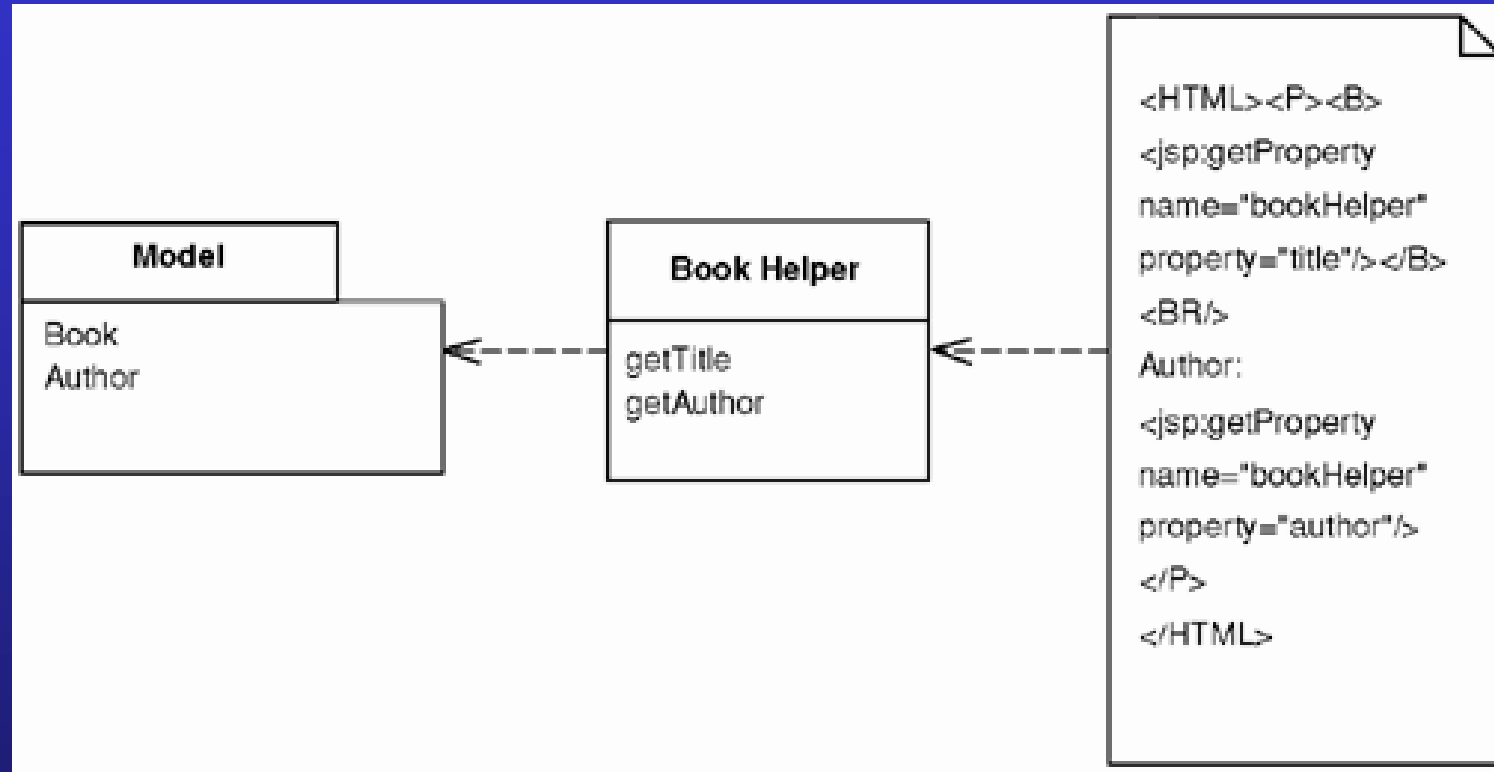 Model
Book
Author
Book Helper
getTitle
getAuthor
<HTML><P><B>
<jsp:getProperty
name="bookHelper"
property="title"/></B>
<BR/>
Author:
<jsp:getProperty
name="bookHelper"
property="author"/>
</P>
</HTML>